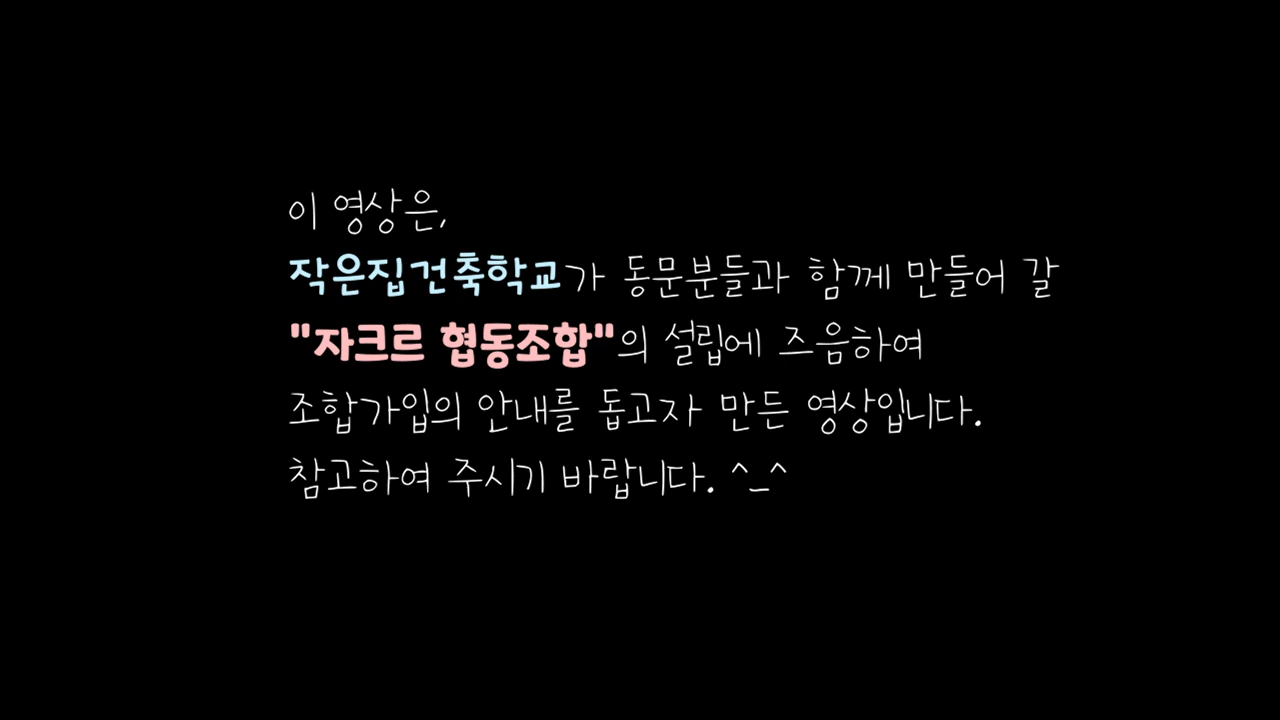 이 영상은,
작은집건축학교가 동문분들과 함께 만들어 갈
"자크르 협동조합"의 설립에 즈음하여
조합가입의 안내를 돕고자 만든 영상입니다.
참고하여 주시기 바랍니다. ^_^